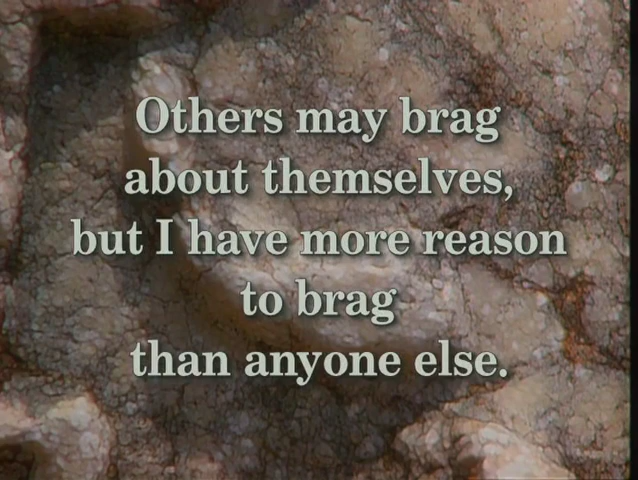 Others may brag
about themselves,
but I have more reason
to brag
than anyone else.